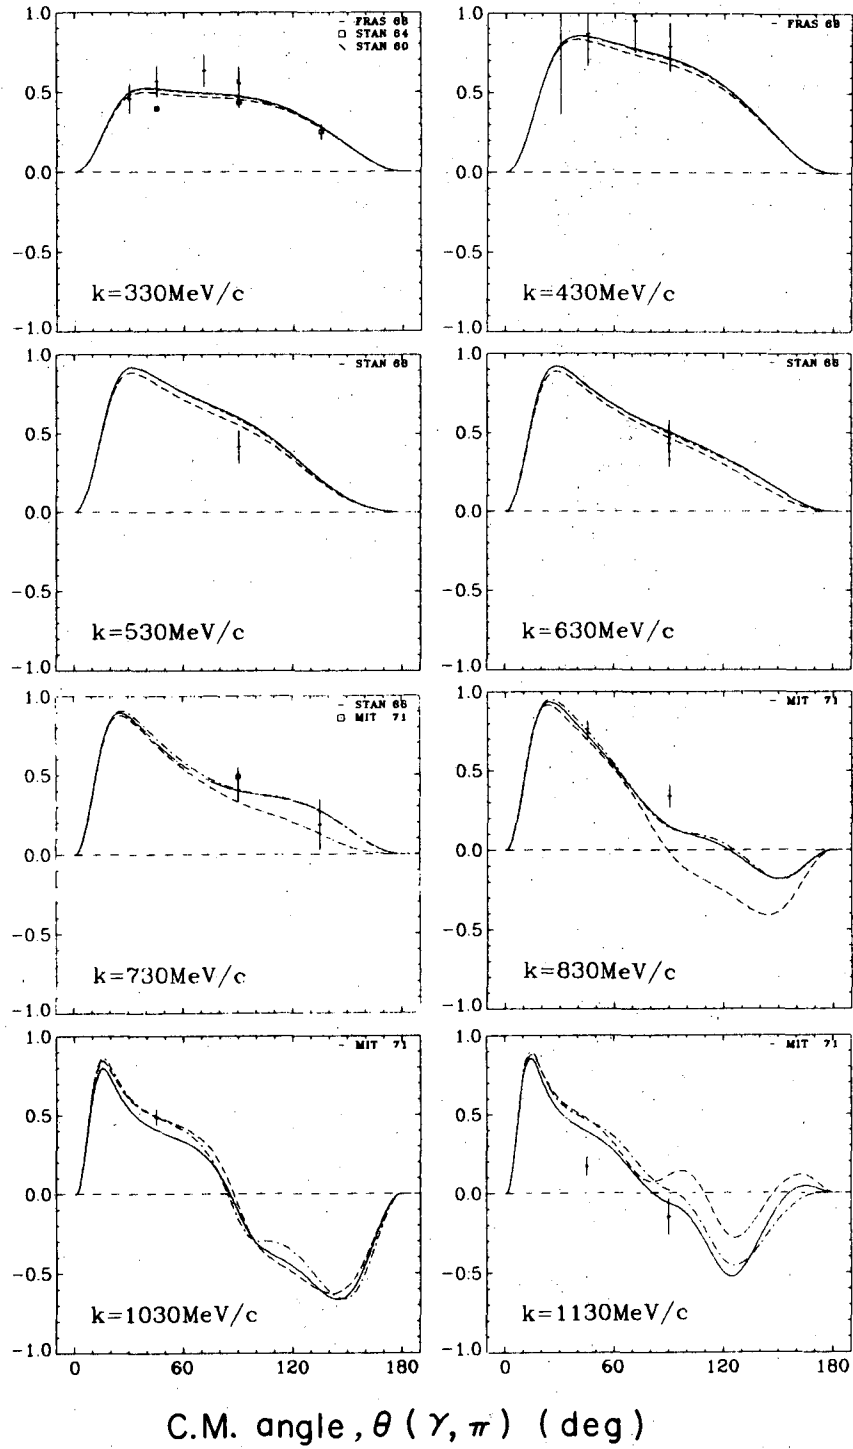 1.0
0.5
0.0
-0.5
-1.0
- FRAS 68
□ STAN 64
\ STAN 60
k=330MeV/c
1.0
0.5
0.0
-0.5
-1.0
- FRAS 68
k=430MeV/c
1.0
0.5
0.0
-0.5
-1.0
- STAN 68
k=530MeV/c
1.0
0.5
0.0
-0.5
-1.0
- STAN 66
k=630MeV/c
1.0
0.5
0.0
-0.5
-1.0
- STAN 66
□ MIT 71
k=730MeV/c
1.0
0.5
0.0
-0.5
-1.0
- MIT 71
k=830MeV/c
1.0
0.5
0.0
-0.5
-1.0
- MIT 71
k=1030MeV/c
0 60 120 180
1.0
0.5
0.0
-0.5
-1.0
- MIT 71
k=1130MeV/c
0 60 120 180
C.M. angle, θ (γ, π) (deg)